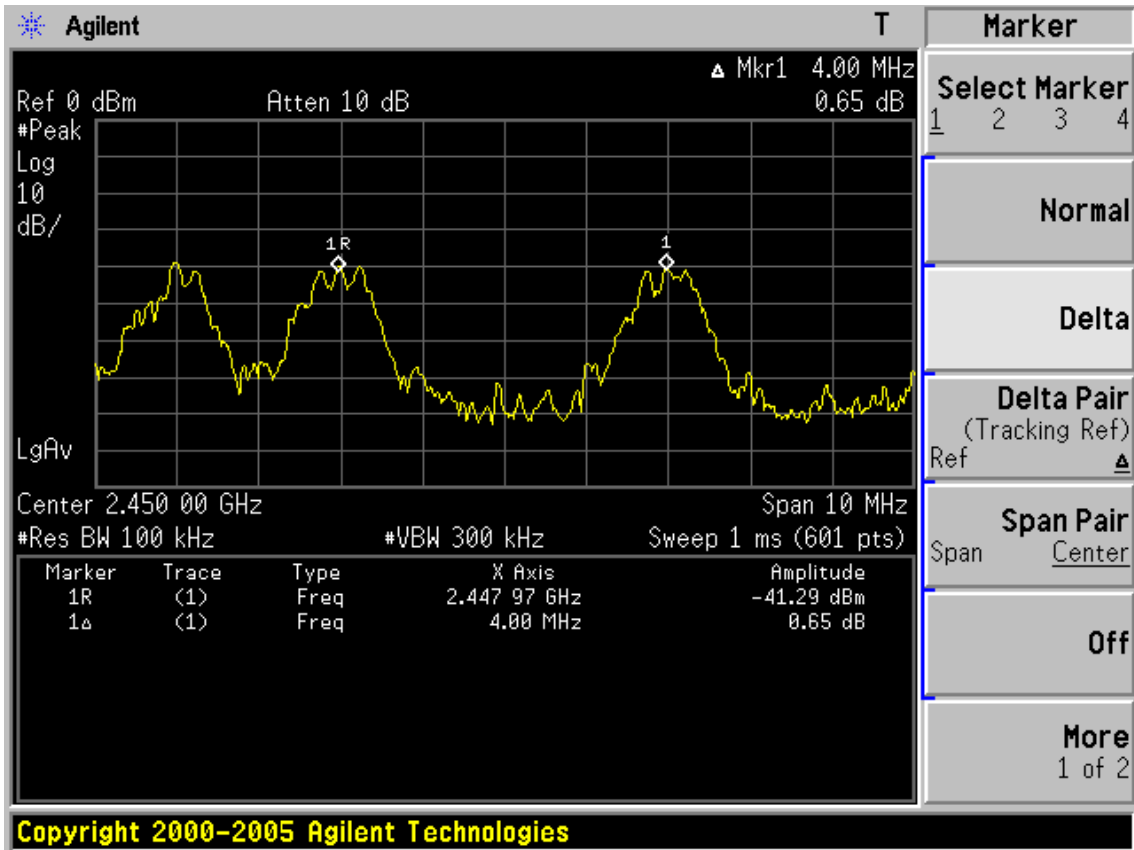 Agilent T Marker
Δ Mkr1 4.00 MHz
Ref 0 dBm Atten 10 dB 0.65 dB
#Peak
Log
10
dB/
1R
1
LgAv
Center 2.450 00 GHz Span 10 MHz
#Res BW 100 kHz #VBW 300 kHz Sweep 1 ms (601 pts)
Marker Trace Type X Axis Amplitude
1R (1) Freq 2.447 97 GHz -41.29 dBm
1Δ (1) Freq 4.00 MHz 0.65 dB
Select Marker
1 2 3 4
Normal
Delta
Delta Pair
(Tracking Ref)
Ref Δ
Span Pair
Span Center
Off
More
1 of 2
Copyright 2000-2005 Agilent Technologies